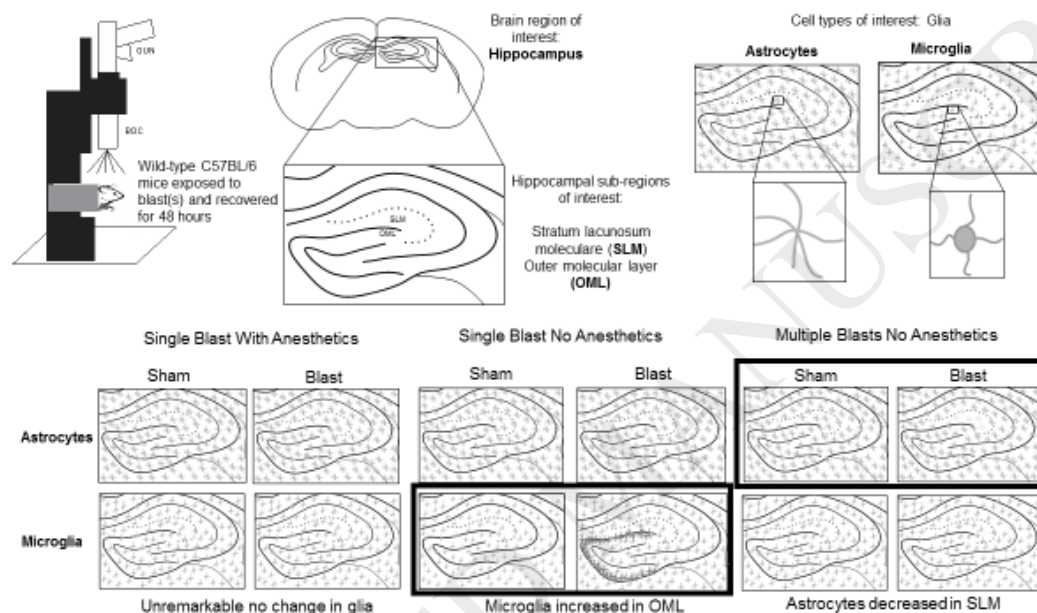 GUN
BOC
Wild-type C57BL/6
mice exposed to
blast(s) and recovered
for 48 hours
Brain region of
interest:
Hippocampus
SLM
OML
Hippocampal sub-regions
of interest:
Stratum lacunosum
moleculare (SLM)
Outer molecular layer
(OML)
Cell types of interest: Glia
Astrocytes
Microglia
Single Blast With Anesthetics
Single Blast No Anesthetics
Multiple Blasts No Anesthetics
Sham
Blast
Sham
Blast
Sham
Blast
Astrocytes
Microglia
Unremarkable no change in glia
Microglia increased in OML
Astrocytes decreased in SLM